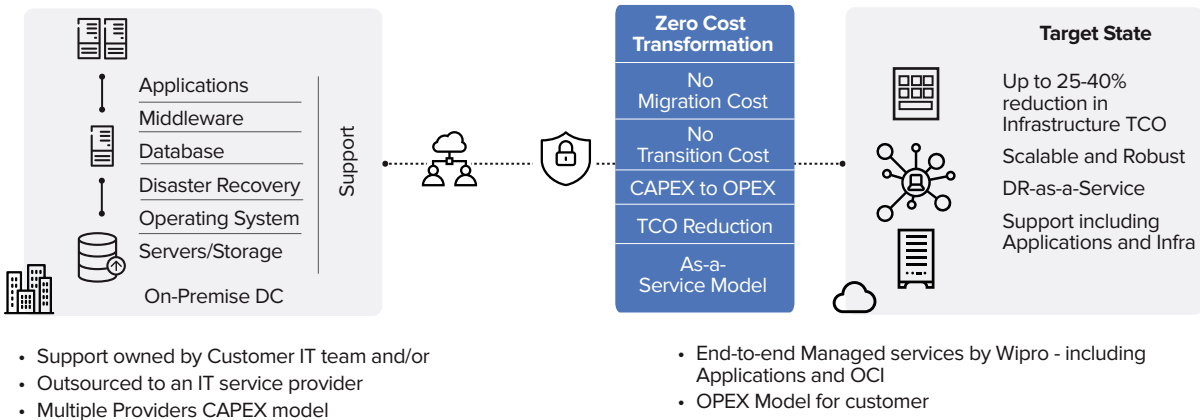 Applications
Middleware
Database
Disaster Recovery
Operating System
Servers/Storage
On-Premise DC
Support
Zero Cost
Transformation
No
Migration Cost
No
Transition Cost
CAPEX to OPEX
TCO Reduction
As-a-
Service Model
Target State
Up to 25-40%
reduction in
Infrastructure TCO
Scalable and Robust
DR-as-a-Service
Support including
Applications and Infra
• Support owned by Customer IT team and/or
• Outsourced to an IT service provider
• Multiple Providers CAPEX model
• End-to-end Managed services by Wipro - including
Applications and OCI
• OPEX Model for customer